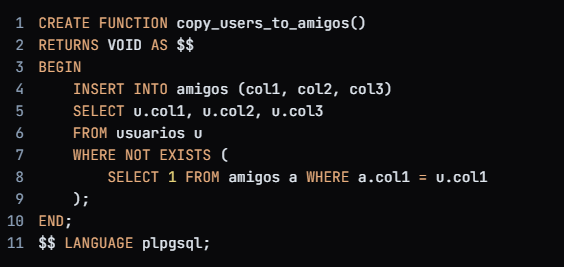 1 CREATE FUNCTION copy_users_to_amigos()
2 RETURNS VOID AS $$
3 BEGIN
4     INSERT INTO amigos (col1, col2, col3)
5     SELECT u.col1, u.col2, u.col3
6     FROM usuarios u
7     WHERE NOT EXISTS (
8         SELECT 1 FROM amigos a WHERE a.col1 = u.col1
9     );
10 END;
11 $$ LANGUAGE plpgsql;